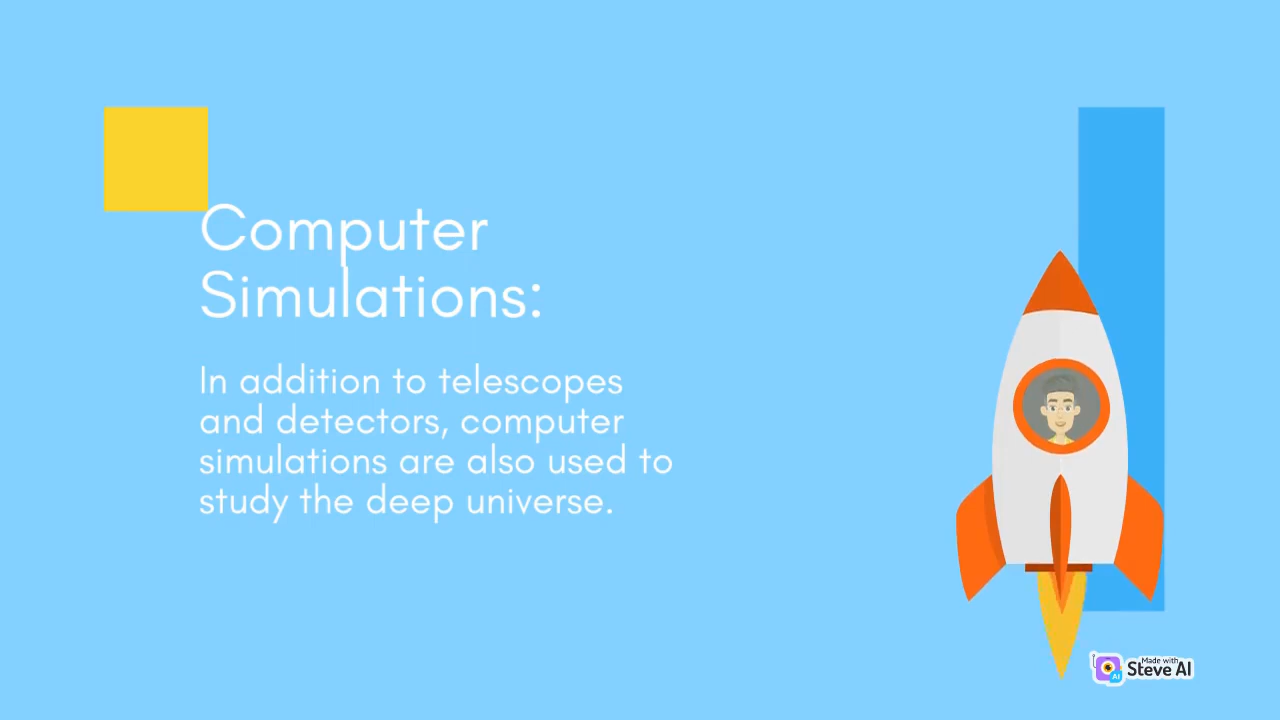 Computer
Simulations:
In addition to telescopes
and detectors, computer
simulations are also used to
study the deep universe.
Made with
Steve AI
AI